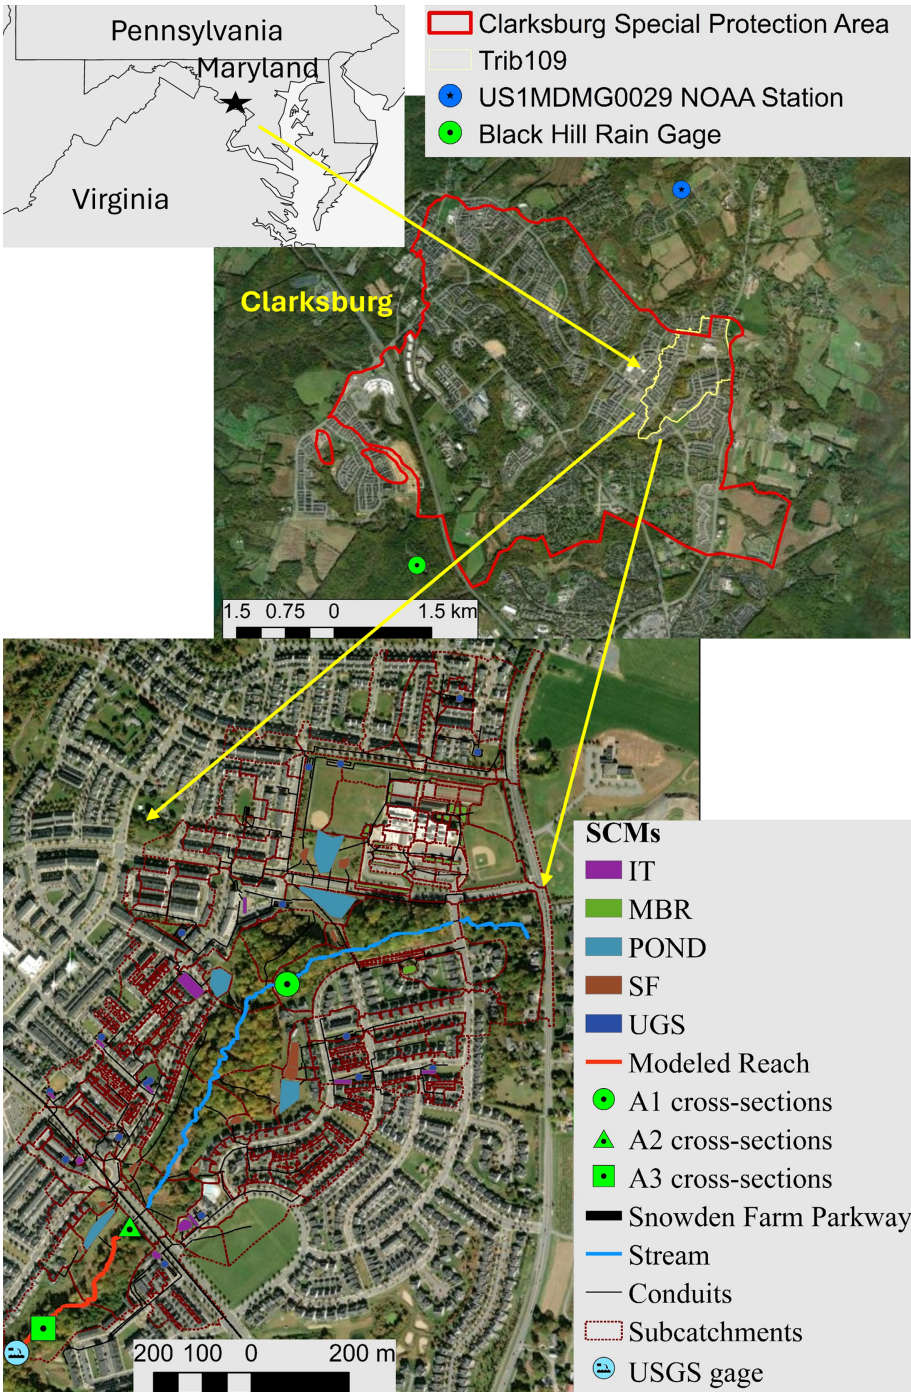 Pennsylvania
Maryland
Virginia
Clarksburg Special Protection Area
Trib109
US1MDMG0029 NOAA Station
Black Hill Rain Gage
Clarksburg
1.5 0.75 0 1.5 km
SCMs
IT
MBR
POND
SF
UGS
Modeled Reach
A1 cross-sections
A2 cross-sections
A3 cross-sections
Snowden Farm Parkway
Stream
Conduits
Subcatchments
USGS gage
200 100 0 200 m